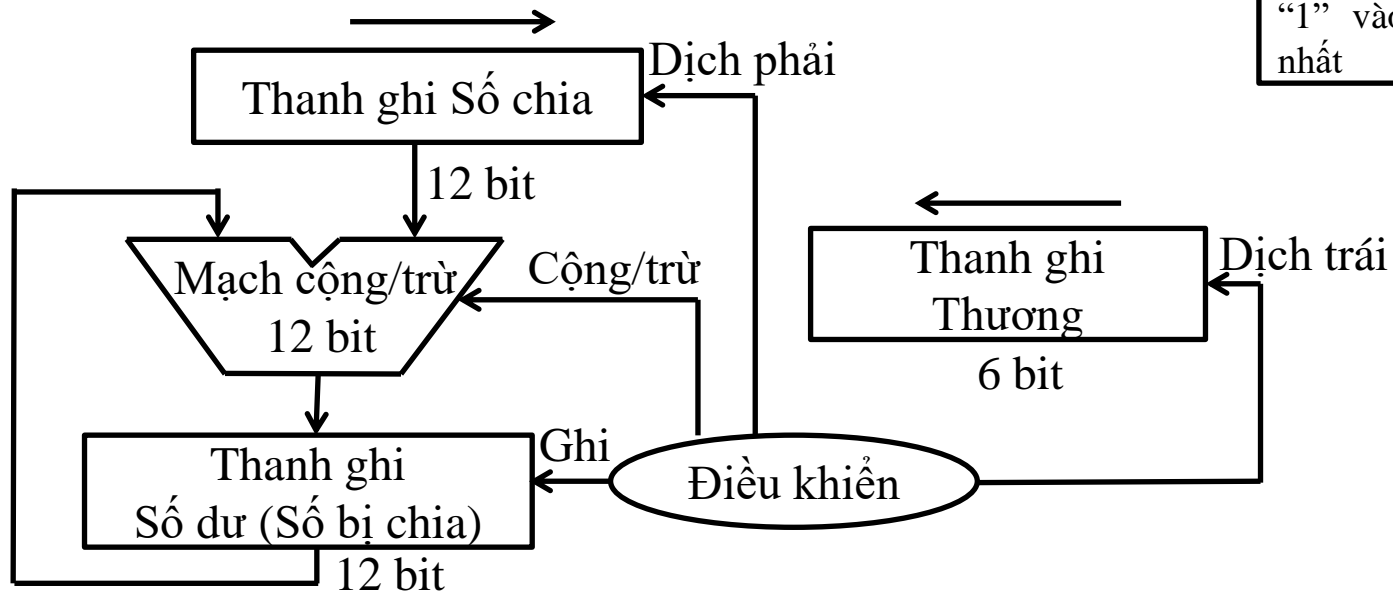 “1” vào
nhất
Dịch phải
Thanh ghi Số chia
12 bit
Mạch cộng/trừ
12 bit
Cộng/trừ
Thanh ghi
Thương
Dịch trái
6 bit
Thanh ghi
Số dư (Số bị chia)
Ghi
Điều khiển
12 bit